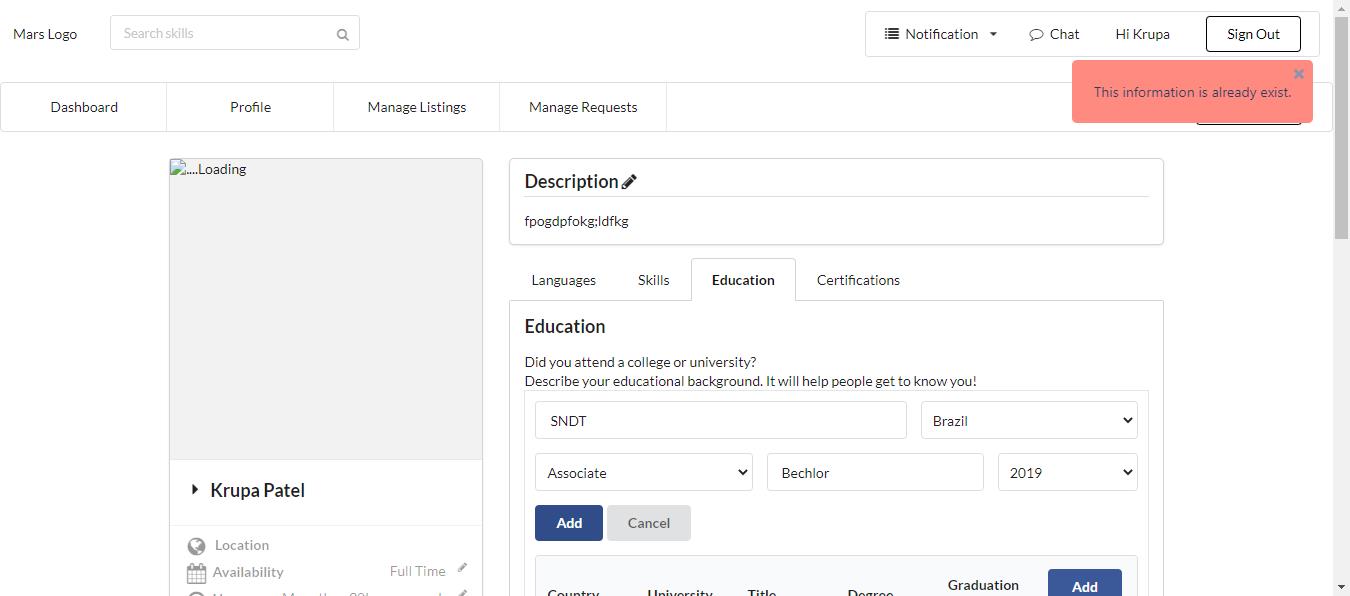 Mars Logo
Search skills
Notification
Chat
Hi Krupa
Sign Out
This information is already exist.
Dashboard
Profile
Manage Listings
Manage Requests
....Loading
Description
fpogdpfokg;ldfkg
Languages
Skills
Education
Certifications
Education
Did you attend a college or university?
Describe your educational background. It will help people get to know you!
SNDT
Brazil
Associate
Bechlor
2019
Add
Cancel
Krupa Patel
Location
Availability
Full Time
Country
University
Title
Degree
Graduation
Add